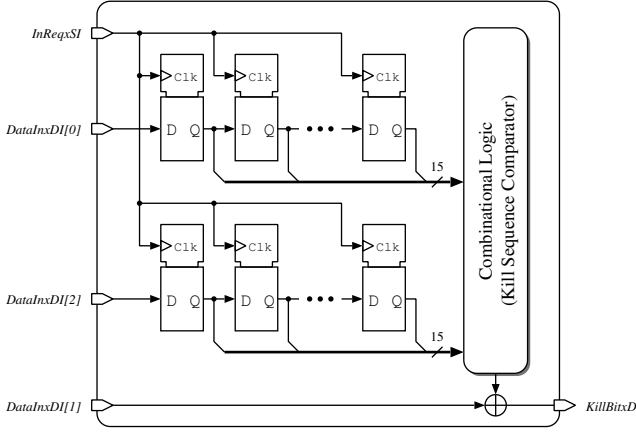 InReqxSI
Clk Clk Clk
DataInxDI[0]
D Q D Q D Q
15
Clk Clk Clk
DataInxDI[2]
D Q D Q D Q
15
Combinational Logic
(Kill Sequence Comparator)
DataInxDI[1]
KillBitxD